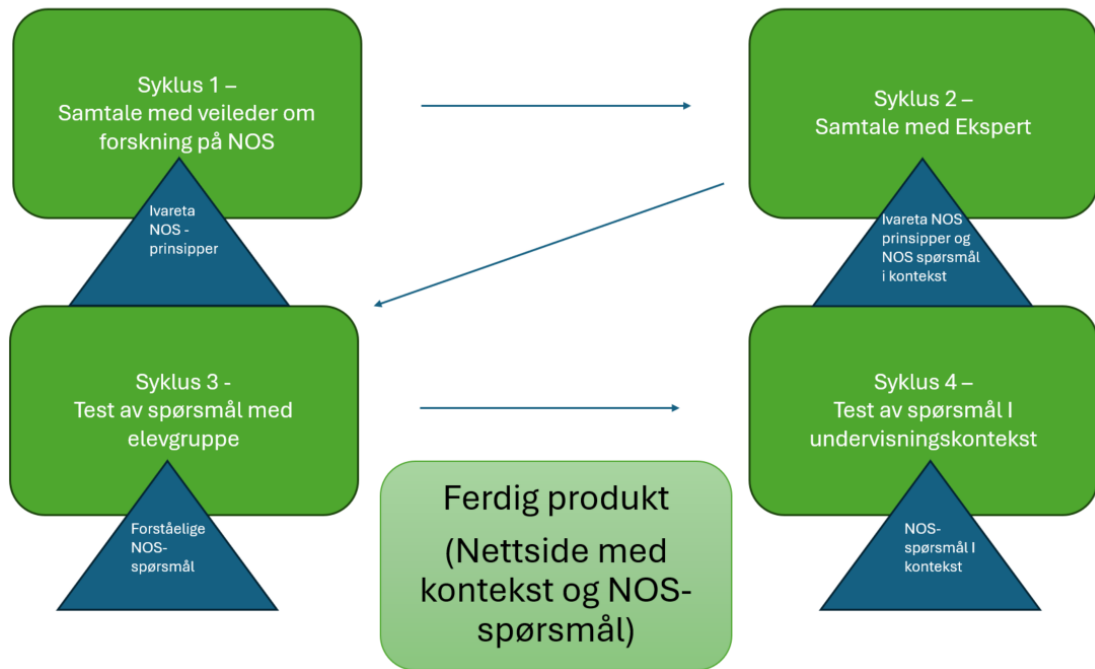 Syklus 1 –
Samtale med veileder om
forskning på NOS
Ivareta
NOS -
prinsipper
Syklus 2 –
Samtale med Ekspert
Ivareta NOS
prinsipper og
NOS spørsmål
i kontekst
Syklus 3 -
Test av spørsmål med
elevgruppe
Forståelige
NOS-
spørsmål
Syklus 4 –
Test av spørsmål I
undervisningskontekst
NOS-
spørsmål I
kontekst
Ferdig produkt
(Nettside med
kontekst og NOS-
spørsmål)